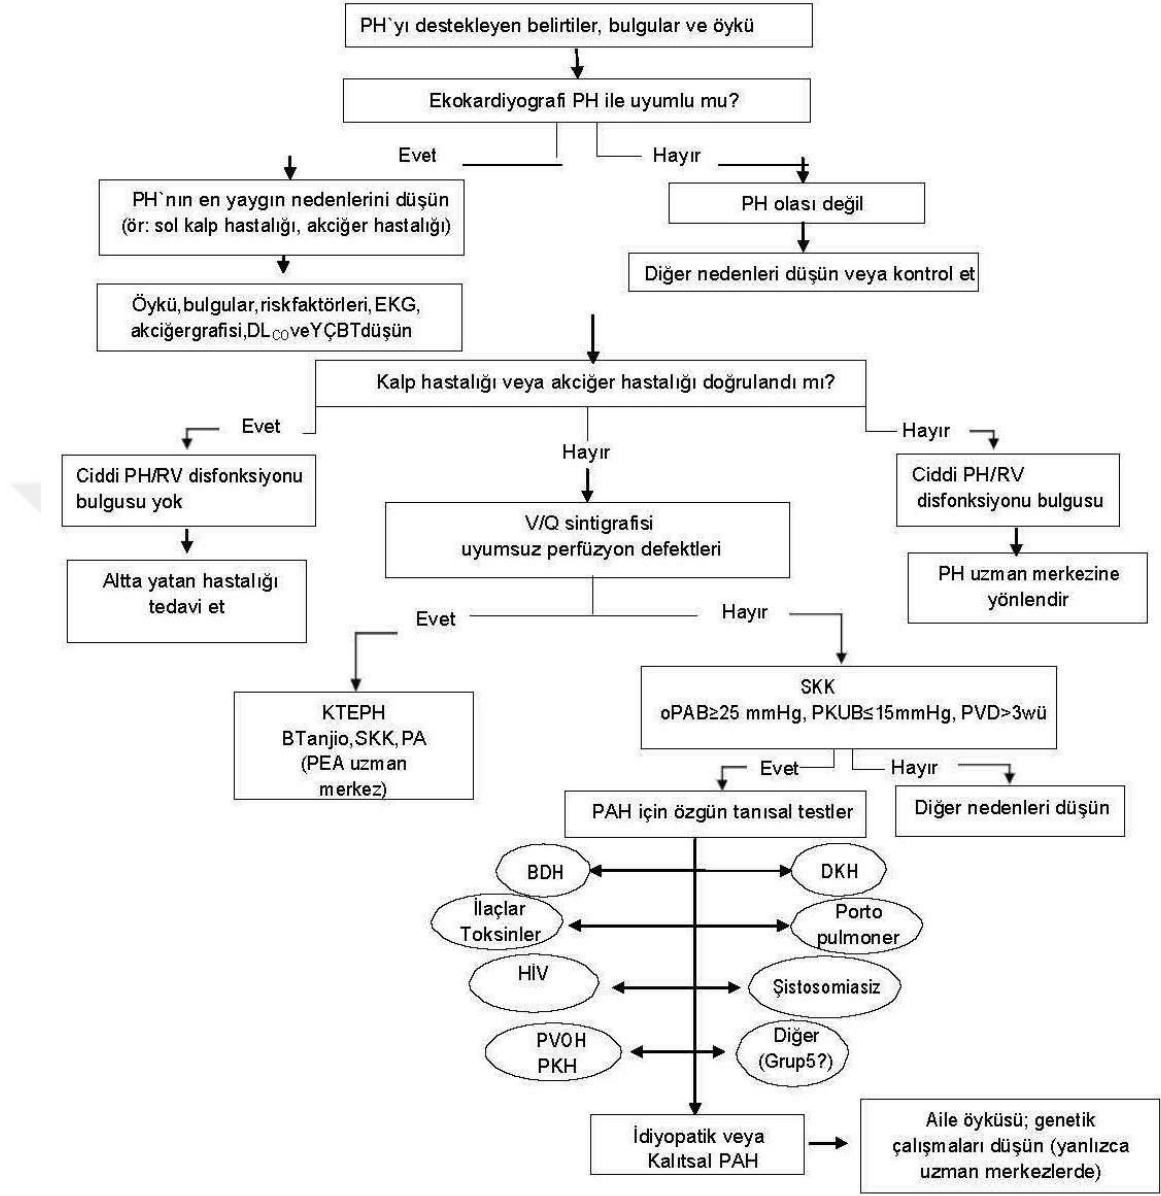 PH`yı destekleyen belirtiler, bulgular ve öykü
Ekokardiyografi PH ile uyumlu mu?
Evet
Hayır
PH`nın en yaygın nedenlerini düşün
(ör: sol kalp hastalığı, akciğer hastalığı)
PH olası değil
Diğer nedenleri düşün veya kontrol et
Öykü,bulgular,riskfaktörleri,EKG,
akciğergrafisi,DLCOveYÇBTdüşün
Kalp hastalığı veya akciğer hastalığı doğrulandı mı?
Evet
Hayır
Hayır
Ciddi PH/RV disfonksiyonu
bulgusu yok
Ciddi PH/RV
disfonksiyonu bulgusu
V/Q sintigrafisi
uyumsuz perfüzyon defektleri
Altta yatan hastalığı
tedavi et
PH uzman merkezine
yönlendir
Evet
Hayır
KTEPH
BTanjio,SKK,PA
(PEA uzman
merkez)
SKK
oPAB≥25 mmHg, PKUB≤15mmHg, PVD>3wü
Evet
Hayır
PAH için özgün tanısal testler
Diğer nedenleri düşün
BDH
DKH
İlaçlar
Toksinler
Porto
pulmoner
HİV
Şistosomiasiz
PVOH
PKH
Diğer
(Grup5?)
İdiyopatik veya
Kalıtsal PAH
Aile öyküsü; genetik
çalışmaları düşün (yanlızca
uzman merkezlerde)